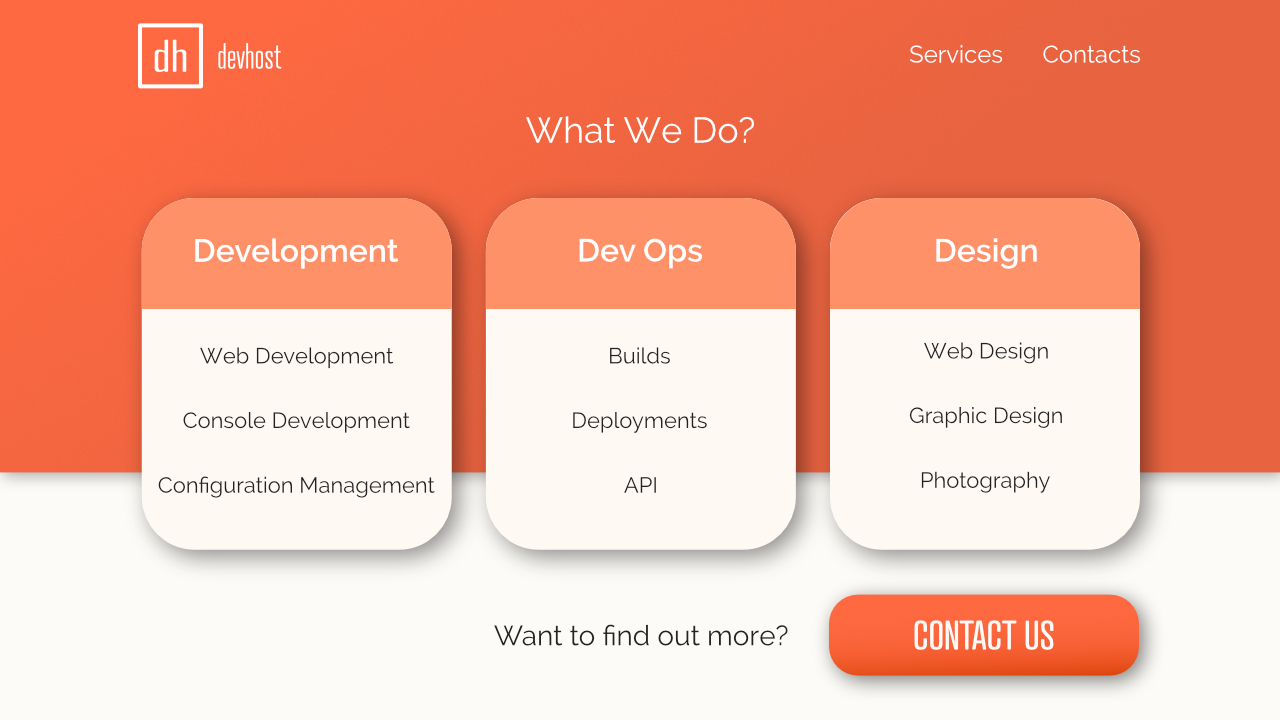 dh devhost
Services Contacts
What We Do?
Development
Web Development
Console Development
Configuration Management
Dev Ops
Builds
Deployments
API
Design
Web Design
Graphic Design
Photography
Want to find out more?
CONTACT US